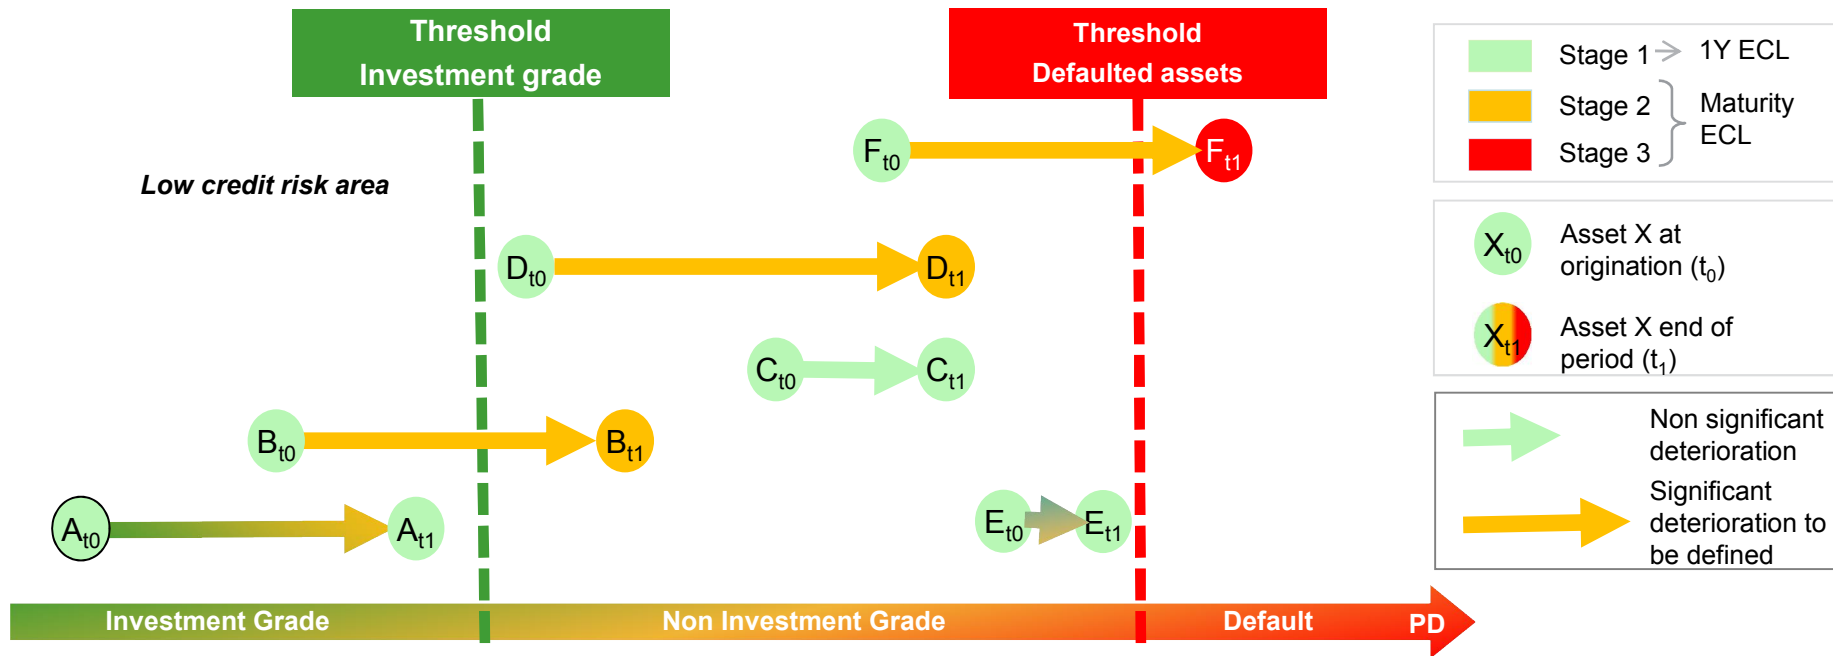 Threshold
Investment grade
Threshold
Defaulted assets
Stage 1
1Y ECL
Stage 2
Maturity
ECL
Stage 3
Low credit risk area
Ft0
Ft1
Xt0
Asset X at
origination (t0)
Dt0
Dt1
Xt1
Asset X end of
period (t1)
Ct0
Ct1
Bt0
Bt1
Non significant
deterioration
Significant
deterioration to
be defined
At0
At1
Et0
Et1
Investment Grade
Non Investment Grade
Default
PD